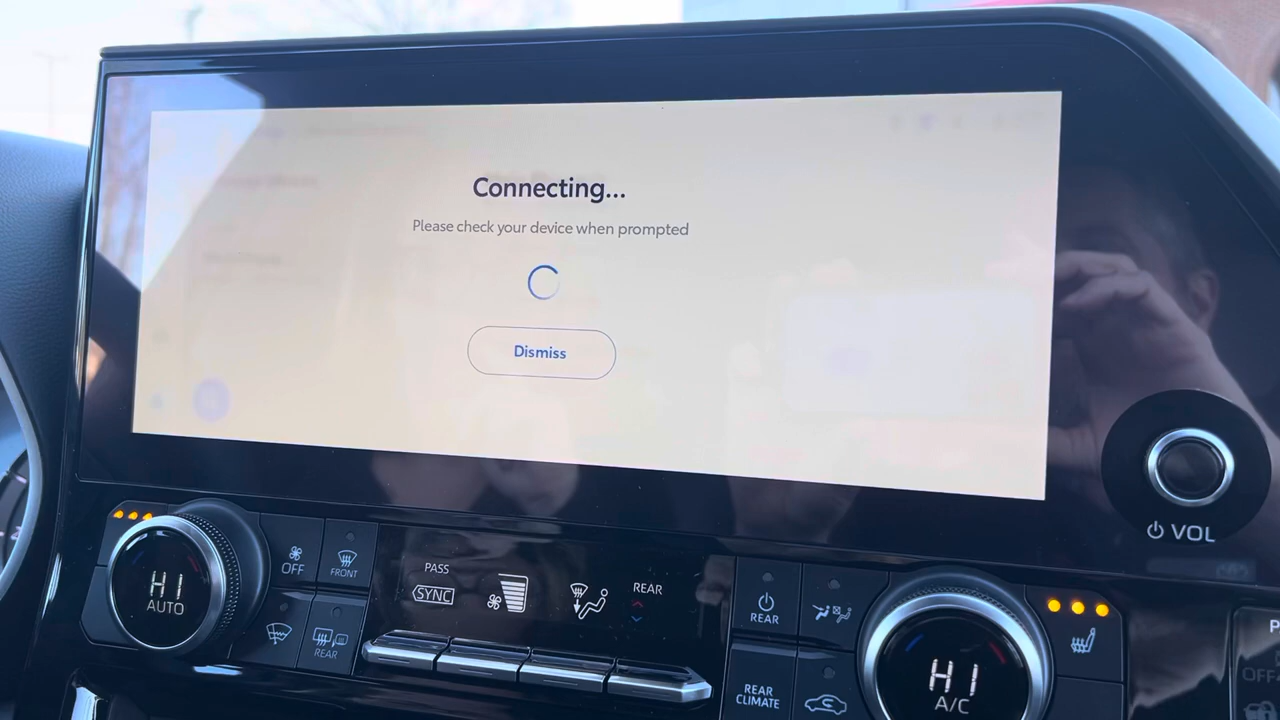 Connecting...
Please check your device when prompted
Dismiss
VOL
HI
AUTO
OFF
FRONT
REAR
PASS
SYNC
REAR
REAR
REAR
CLIMATE
HI
A/C
P
OFF